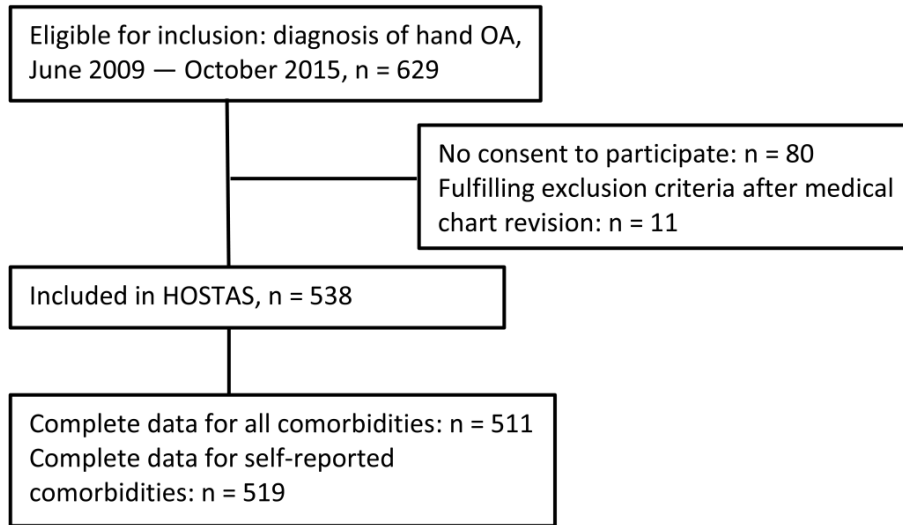 Eligible for inclusion: diagnosis of hand OA,
June 2009 — October 2015, n = 629
No consent to participate: n = 80
Fulfilling exclusion criteria after medical
chart revision: n = 11
Included in HOSTAS, n = 538
Complete data for all comorbidities: n = 511
Complete data for self-reported
comorbidities: n = 519